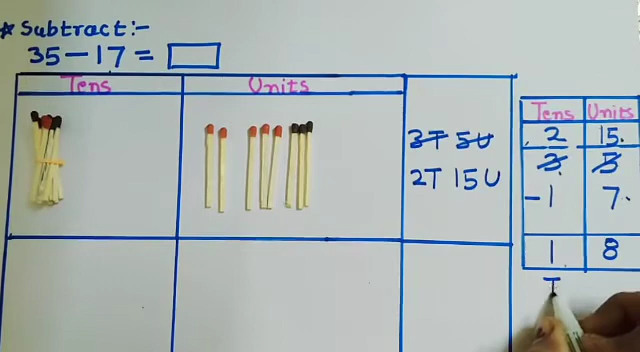 * Subtract:-
35 - 17 =
Tens Units
3T 5U
2T 15U
Tens Units
2 15
3 5
-1 7
1 8
T